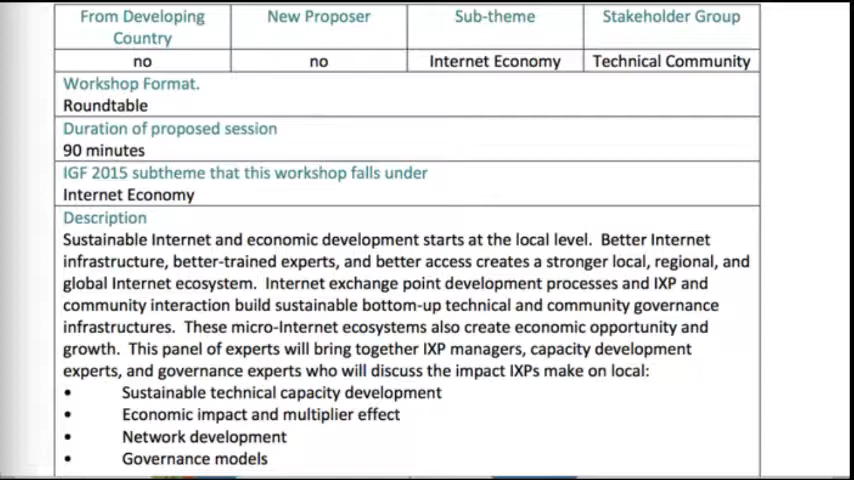 From Developing Country New Proposer Sub-theme Stakeholder Group
no no Internet Economy Technical Community
Workshop Format.
Roundtable
Duration of proposed session
90 minutes
IGF 2015 subtheme that this workshop falls under
Internet Economy
Description
Sustainable Internet and economic development starts at the local level. Better Internet
infrastructure, better-trained experts, and better access creates a stronger local, regional, and
global Internet ecosystem. Internet exchange point development processes and IXP and
community interaction build sustainable bottom-up technical and community governance
infrastructures. These micro-Internet ecosystems also create economic opportunity and
growth. This panel of experts will bring together IXP managers, capacity development
experts, and governance experts who will discuss the impact IXPs make on local:
• Sustainable technical capacity development
• Economic impact and multiplier effect
• Network development
• Governance models